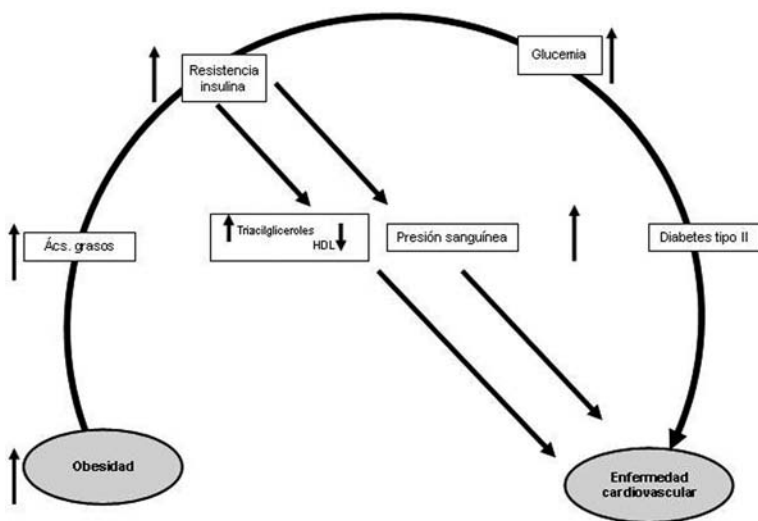 Resistencia
insulina
Glucemia
Triacilgliceroles
HDL
Presión sanguínea
Ács. grasos
Diabetes tipo II
Obesidad
Enfermedad
cardiovascular